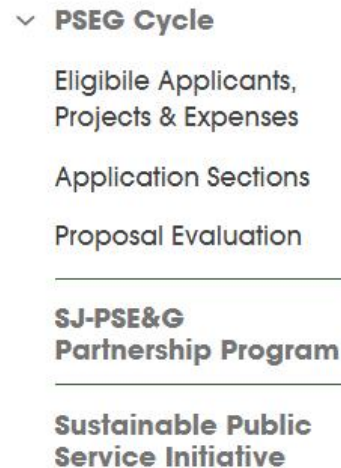 PSEG Cycle
Eligibile Applicants,
Projects & Expenses
Application Sections
Proposal Evaluation
SJ-PSE&G
Partnership Program
Sustainable Public
Service Initiative